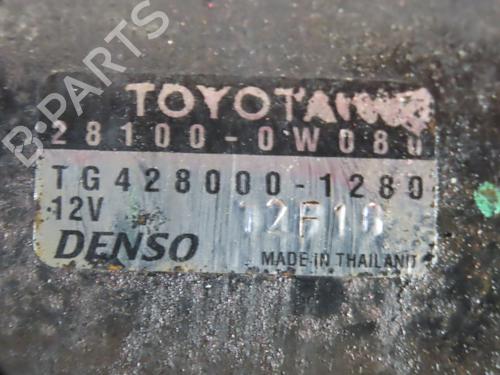 TOYOTA
28100-0W080
TG428000-1280
12V 12F10
DENSO MADE IN THAILAND
B-PARTS